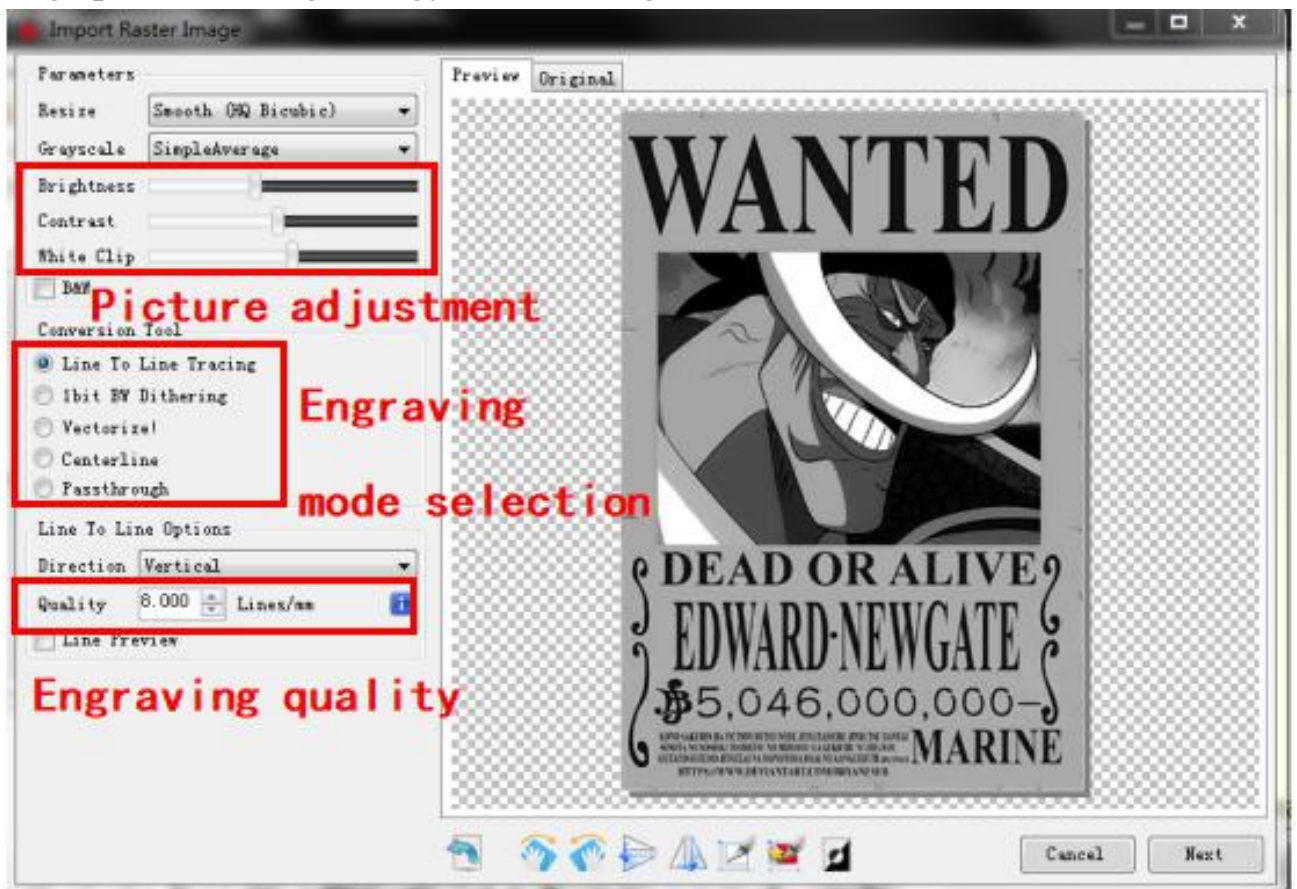 Import Raster Image
Parameters
Resize Smooth (HQ Bicubic)
Grayscale SimpleAverage
Brightness
Contrast
White Clip
B&W
Picture adjustment
Conversion Tool
Line To Line Tracing
1bit BW Dithering
Vectorize!
Centerline
Passthrough
Engraving
mode selection
Line To Line Options
Direction Vertical
Quality 8.000 Lines/mm
Line Preview
Engraving quality
Preview Original
WANTED
DEAD OR ALIVE
EDWARD·NEWGATE
฿5,046,000,000-
MARINE
Cancel Next